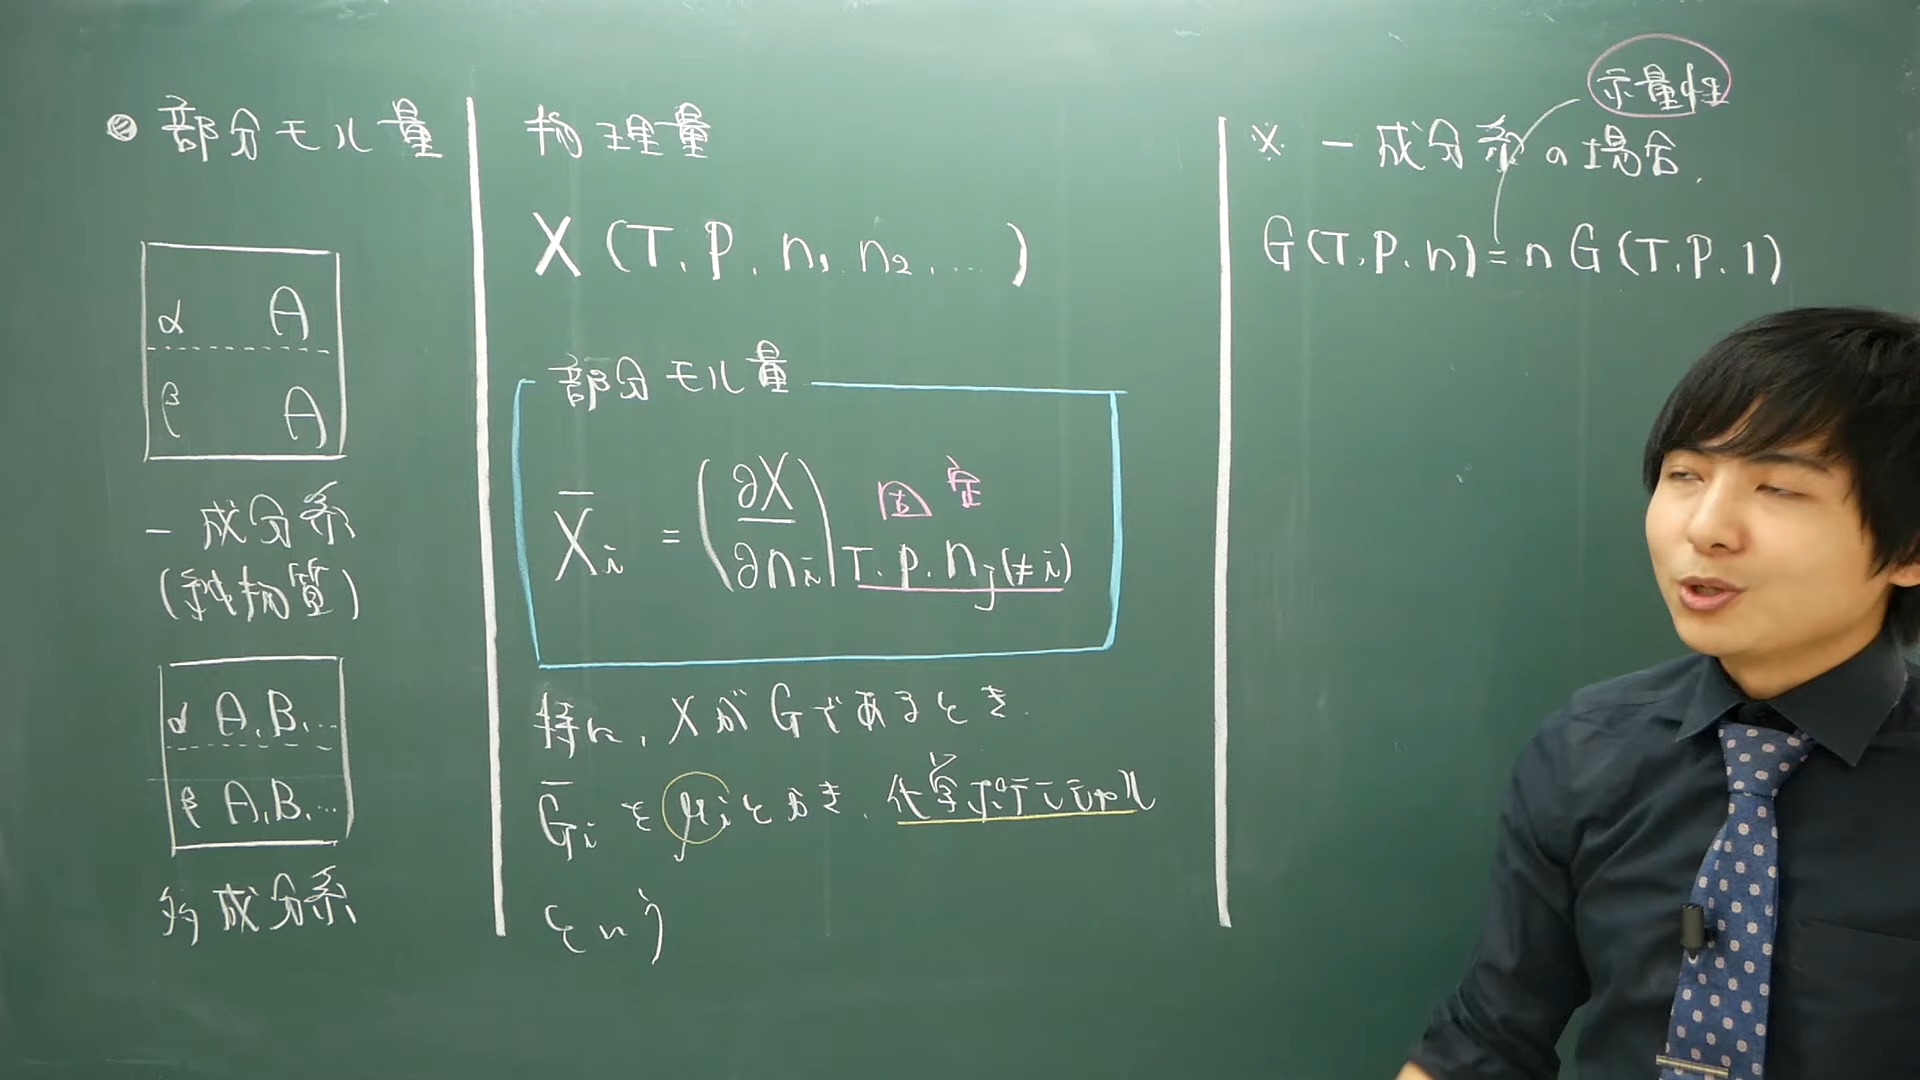 部分モル量
α A
β A
一成分系
(純物質)
α A, B, …
β A, B, …
多成分系
物理量
X (T, P, n₁, n₂, …)
部分モル量
X̄ᵢ = (∂X/∂nᵢ) T, P, nⱼ(≠i)
固定
特に, XがGであるとき
Ḡᵢをμᵢとおき, 化学ポテンシャル
という
示量性
※ 一成分系の場合,
G(T, P, n) = n G(T, P, 1)